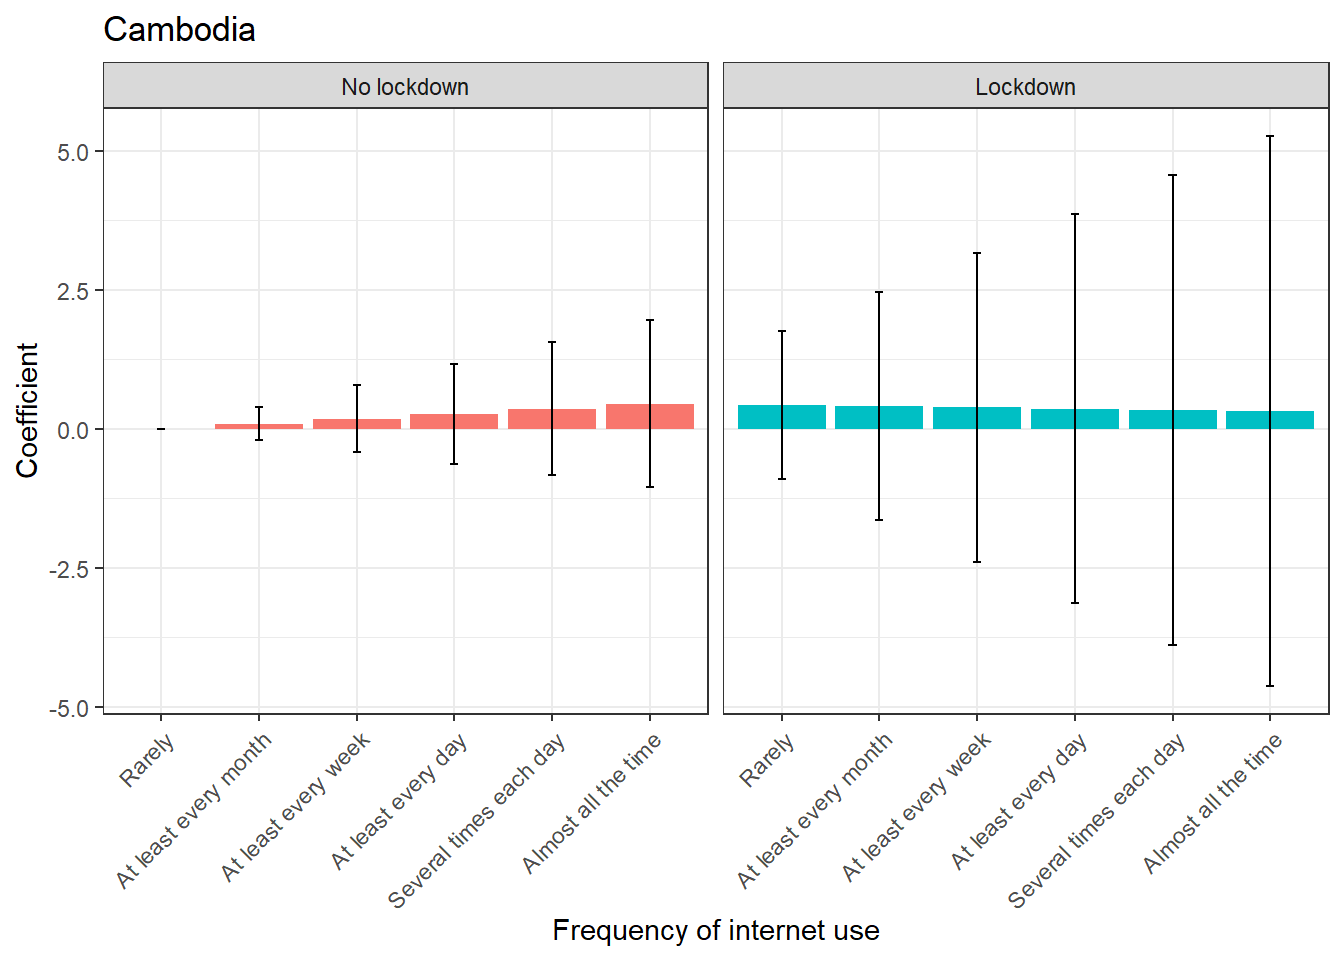 Cambodia
No lockdown
Lockdown
5.0
2.5
0.0
-2.5
-5.0
Coefficient
Rarely
At least every month
At least every week
At least every day
Several times each day
Almost all the time
Rarely
At least every month
At least every week
At least every day
Several times each day
Almost all the time
Frequency of internet use